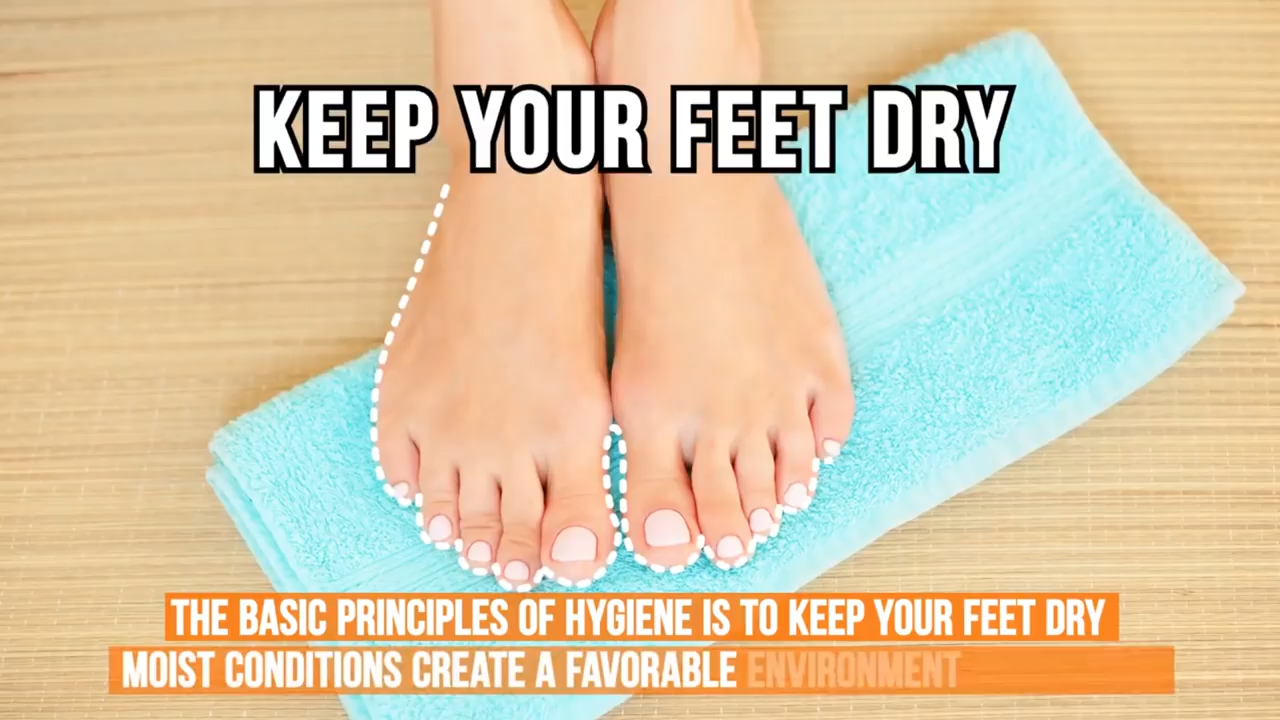 KEEP YOUR FEET DRY
THE BASIC PRINCIPLES OF HYGIENE IS TO KEEP YOUR FEET DRY
MOIST CONDITIONS CREATE A FAVORABLE ENVIRONMENT